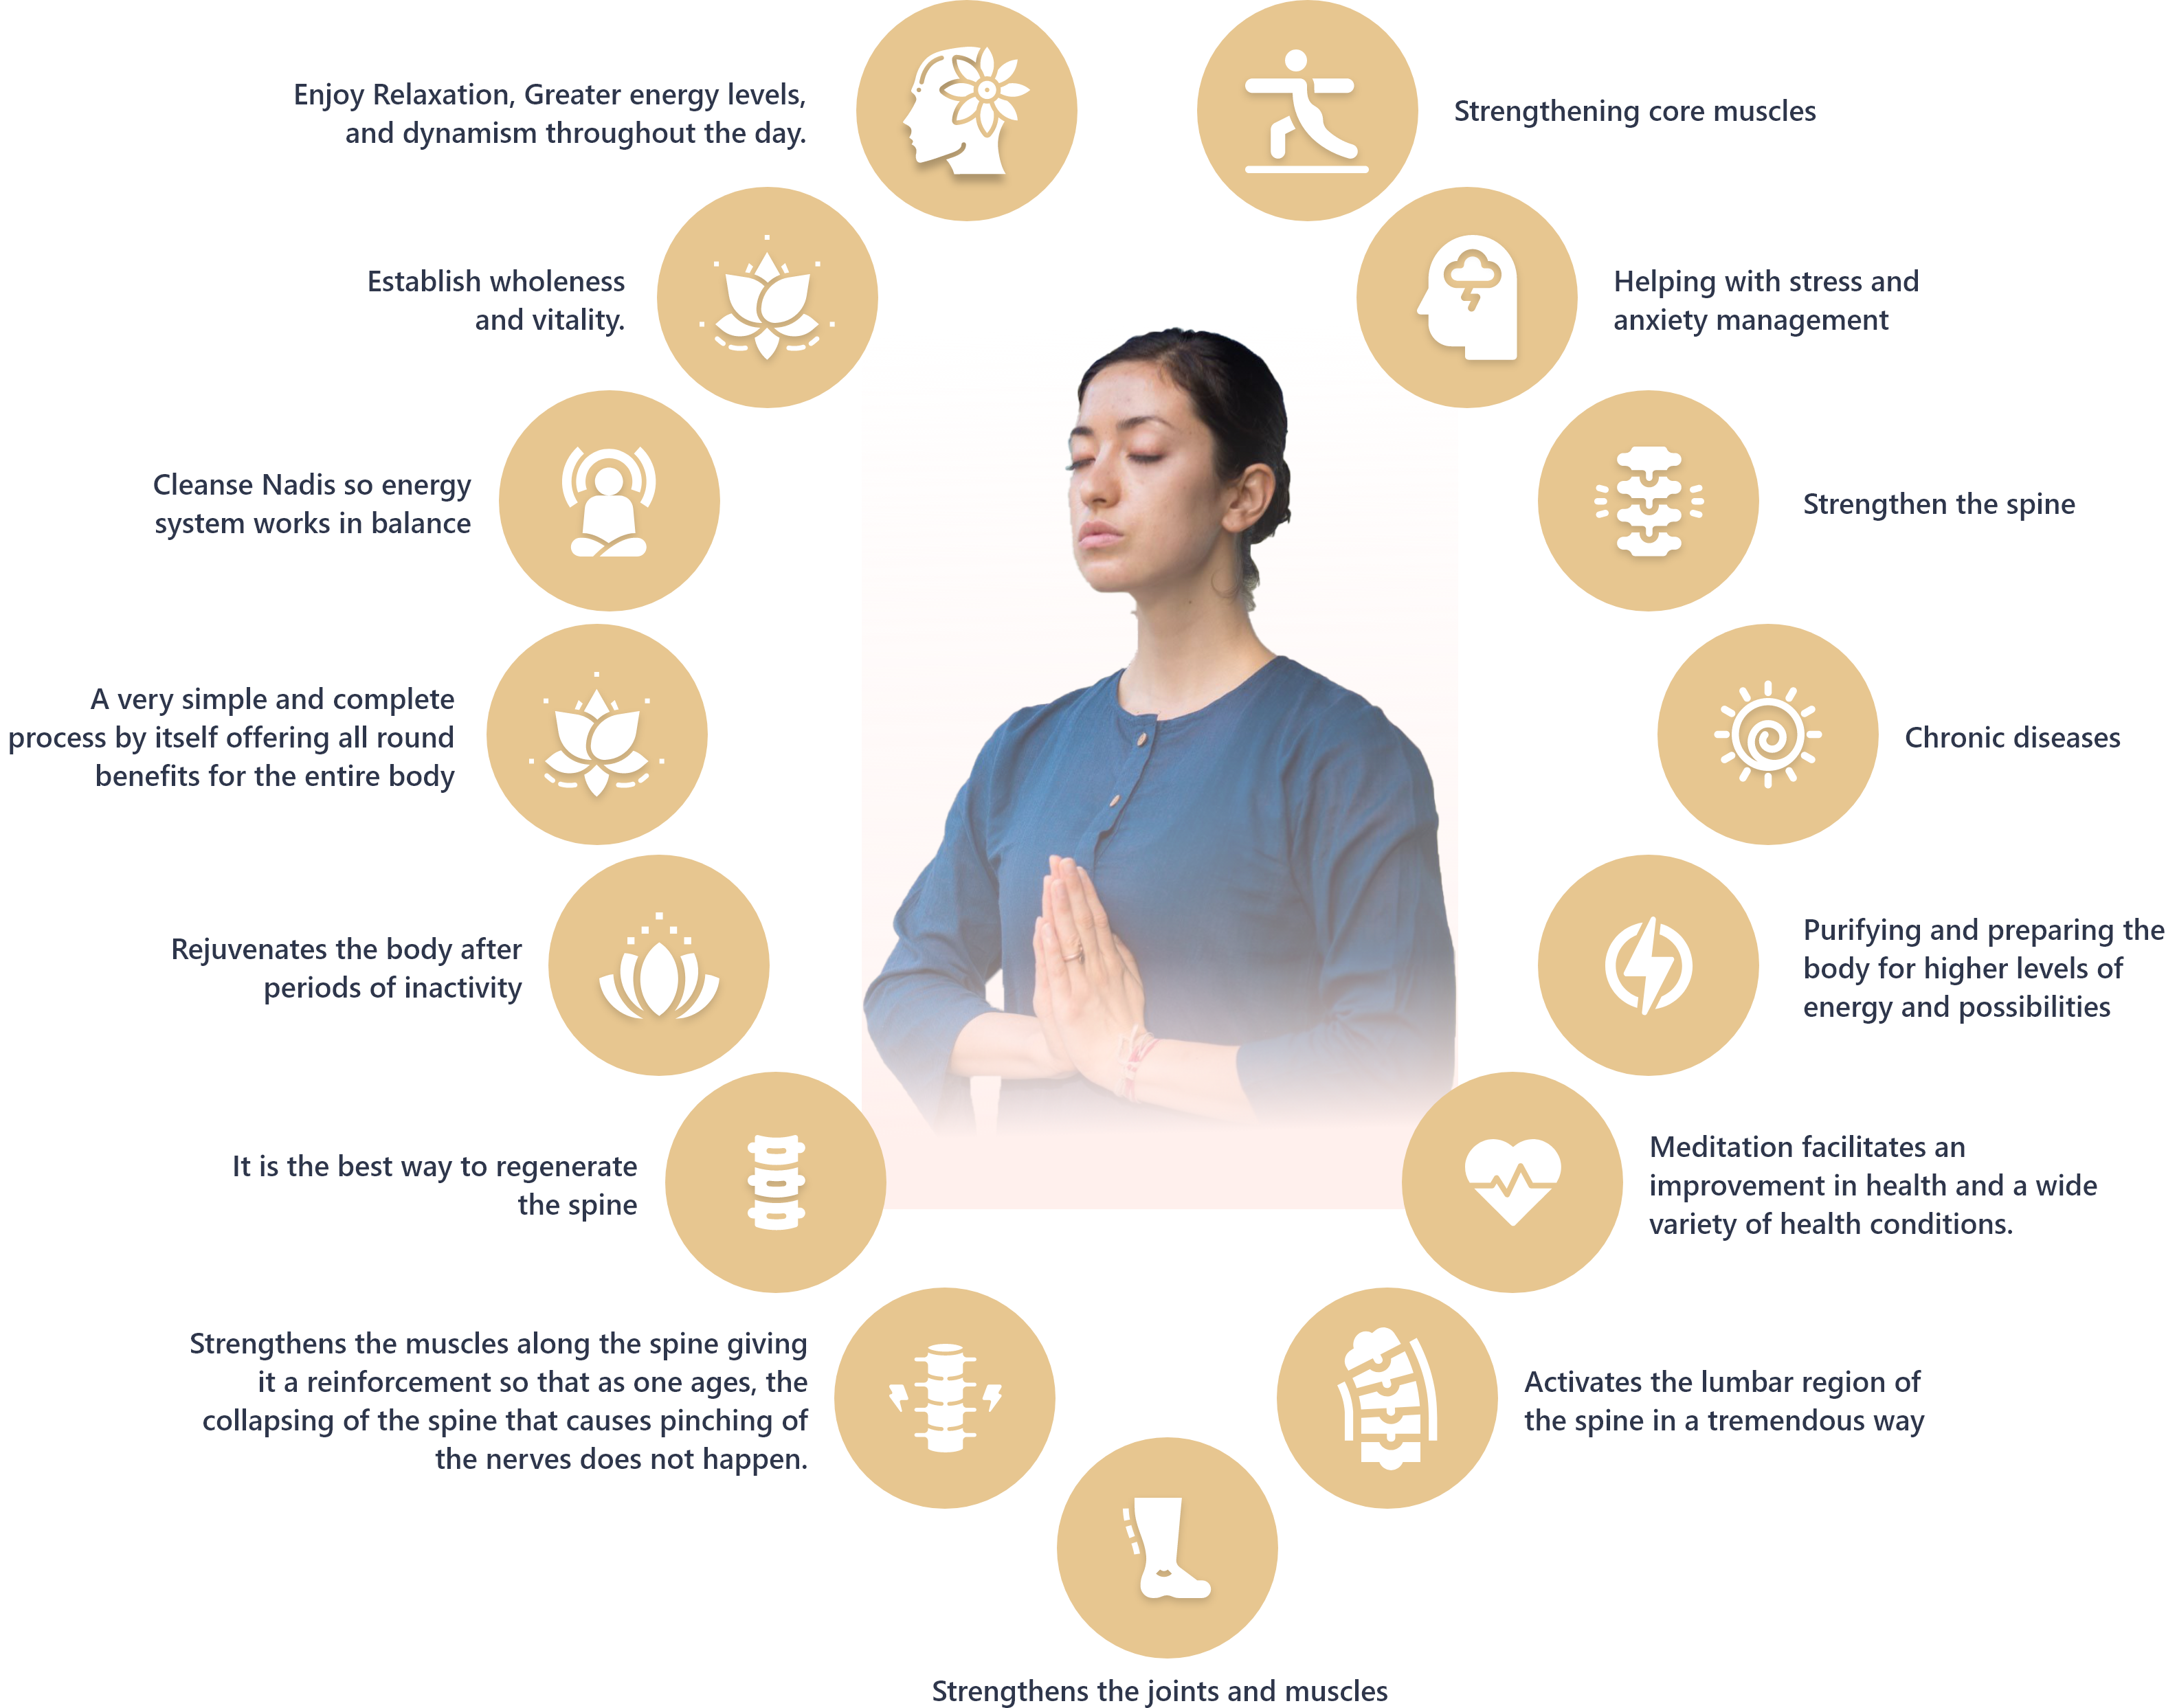 Enjoy Relaxation, Greater energy levels,
and dynamism throughout the day.
Strengthening core muscles
Establish wholeness
and vitality.
Helping with stress and
anxiety management
Cleanse Nadis so energy
system works in balance
Strengthen the spine
A very simple and complete
process by itself offering all round
benefits for the entire body
Chronic diseases
Rejuvenates the body after
periods of inactivity
Purifying and preparing the
body for higher levels of
energy and possibilities
It is the best way to regenerate
the spine
Meditation facilitates an
improvement in health and a wide
variety of health conditions.
Strengthens the muscles along the spine giving
it a reinforcement so that as one ages, the
collapsing of the spine that causes pinching of
the nerves does not happen.
Activates the lumbar region of
the spine in a tremendous way
Strengthens the joints and muscles